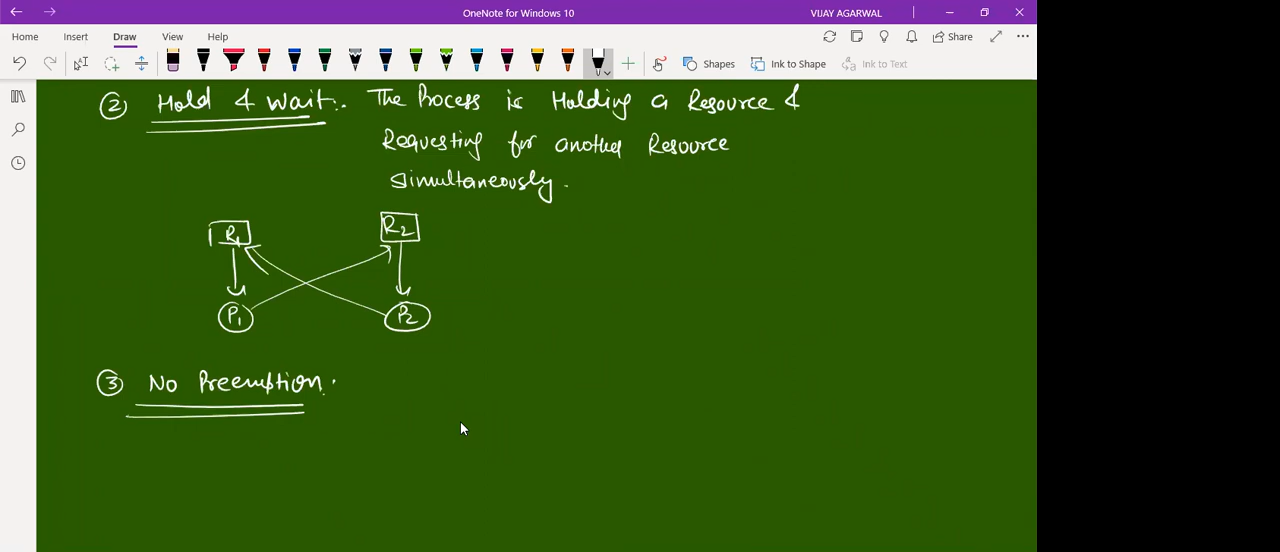 OneNote for Windows 10
VIJAY AGARWAL
Home Insert Draw View Help
Share
Shapes
Ink to Shape
Ink to Text
② Hold & Wait:. The Process is Holding a Resource &
Requesting for another Resource
simultaneously.
R1 R2
P1 P2
③ No Preemption.